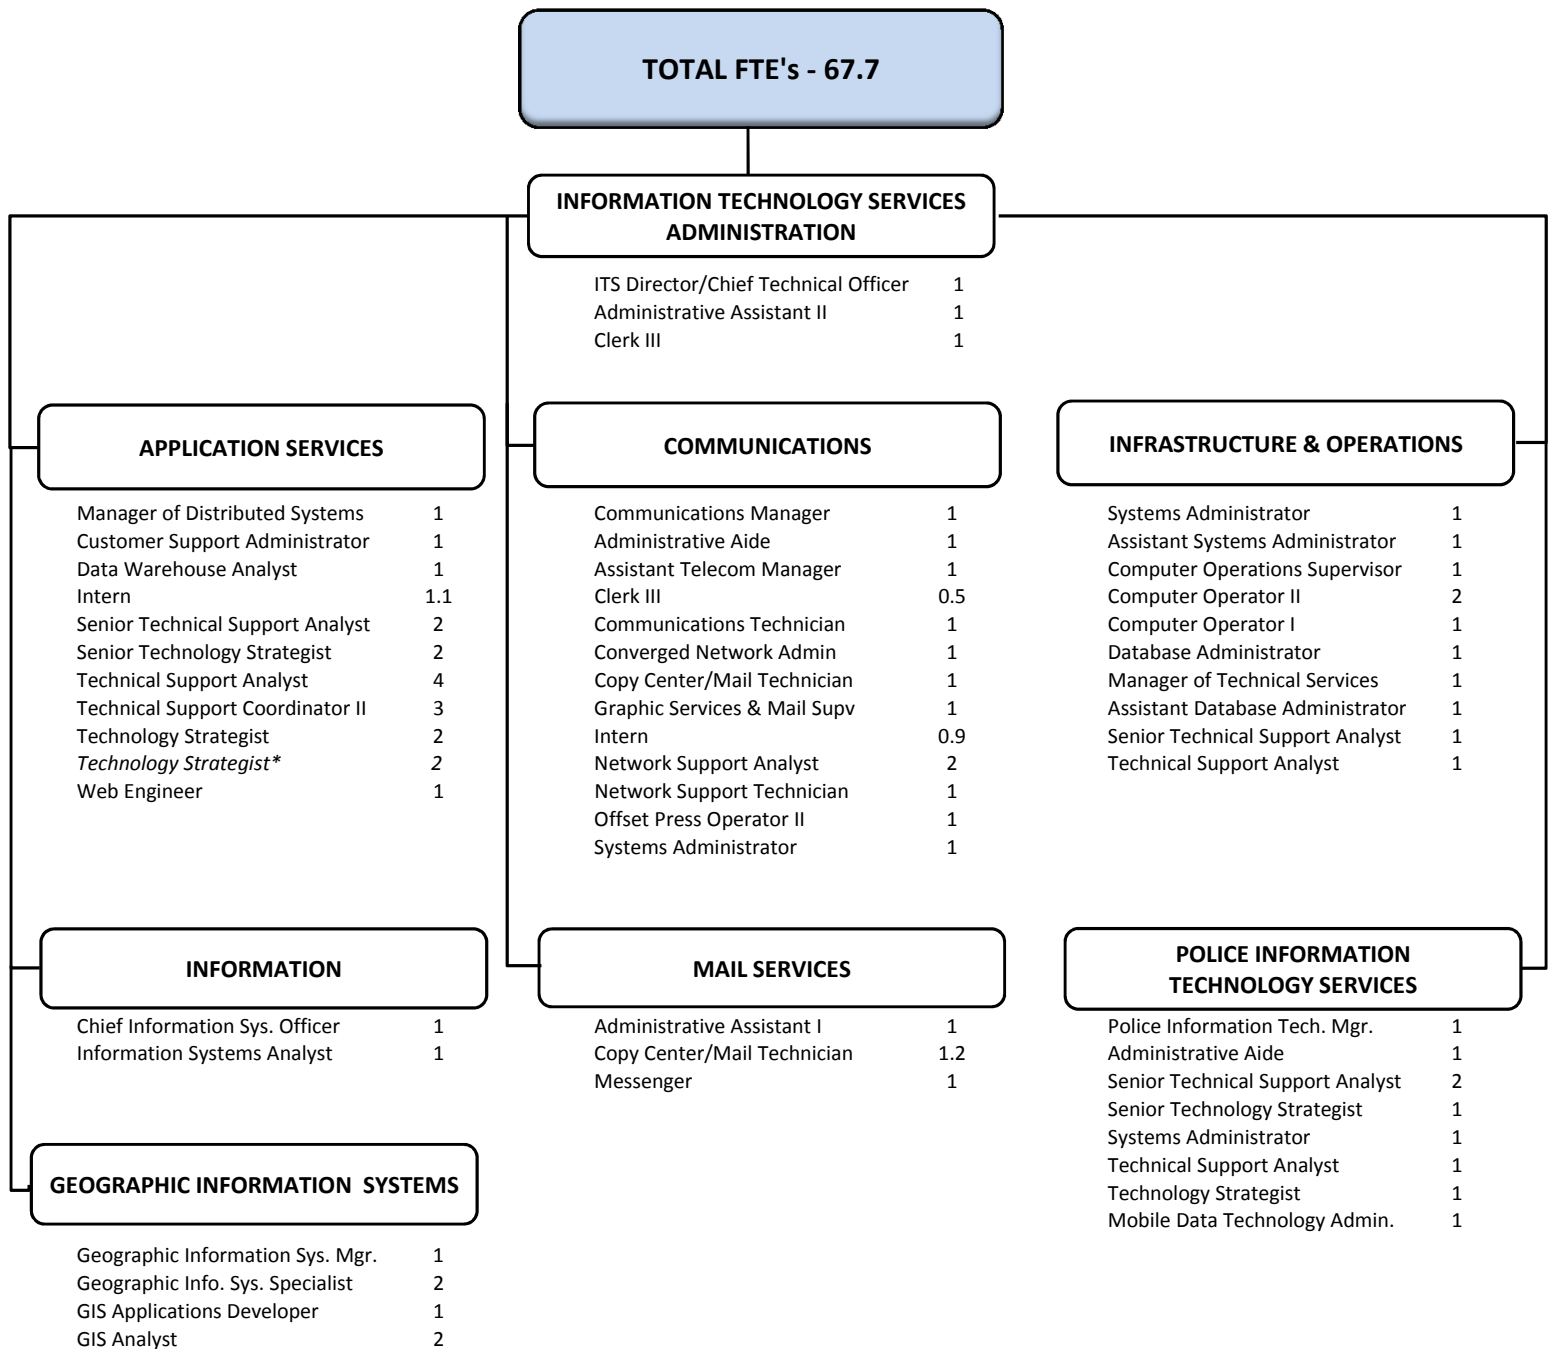 TOTAL FTE's - 67.7
INFORMATION TECHNOLOGY SERVICES
ADMINISTRATION
ITS Director/Chief Technical Officer 1
Administrative Assistant II 1
Clerk III 1
APPLICATION SERVICES
Manager of Distributed Systems 1
Customer Support Administrator 1
Data Warehouse Analyst 1
Intern 1.1
Senior Technical Support Analyst 2
Senior Technology Strategist 2
Technical Support Analyst 4
Technical Support Coordinator II 3
Technology Strategist 2
Technology Strategist* 2
Web Engineer 1
COMMUNICATIONS
Communications Manager 1
Administrative Aide 1
Assistant Telecom Manager 1
Clerk III 0.5
Communications Technician 1
Converged Network Admin 1
Copy Center/Mail Technician 1
Graphic Services & Mail Supv 1
Intern 0.9
Network Support Analyst 2
Network Support Technician 1
Offset Press Operator II 1
Systems Administrator 1
INFRASTRUCTURE & OPERATIONS
Systems Administrator 1
Assistant Systems Administrator 1
Computer Operations Supervisor 1
Computer Operator II 2
Computer Operator I 1
Database Administrator 1
Manager of Technical Services 1
Assistant Database Administrator 1
Senior Technical Support Analyst 1
Technical Support Analyst 1
INFORMATION
Chief Information Sys. Officer 1
Information Systems Analyst 1
MAIL SERVICES
Administrative Assistant I 1
Copy Center/Mail Technician 1.2
Messenger 1
POLICE INFORMATION
TECHNOLOGY SERVICES
Police Information Tech. Mgr. 1
Administrative Aide 1
Senior Technical Support Analyst 2
Senior Technology Strategist 1
Systems Administrator 1
Technical Support Analyst 1
Technology Strategist 1
Mobile Data Technology Admin. 1
GEOGRAPHIC INFORMATION SYSTEMS
Geographic Information Sys. Mgr. 1
Geographic Info. Sys. Specialist 2
GIS Applications Developer 1
GIS Analyst 2